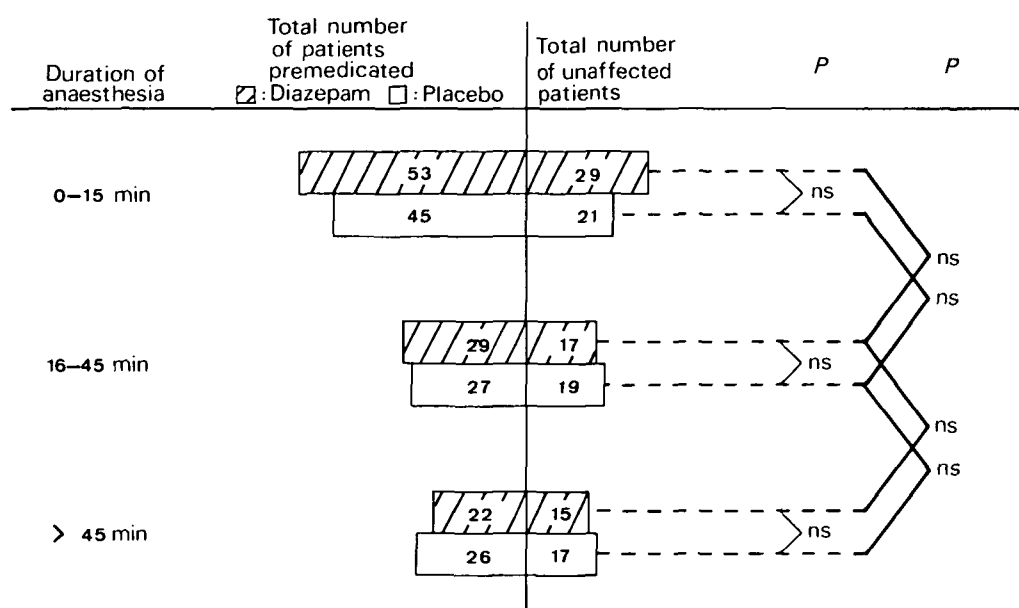 Duration of
anaesthesia
Total number
of patients
premedicated
: Diazepam : Placebo
Total number
of unaffected
patients
P
P
0–15 min
53
29
45
21
ns
ns
ns
16–45 min
29
17
27
19
ns
ns
ns
> 45 min
22
15
26
17
ns